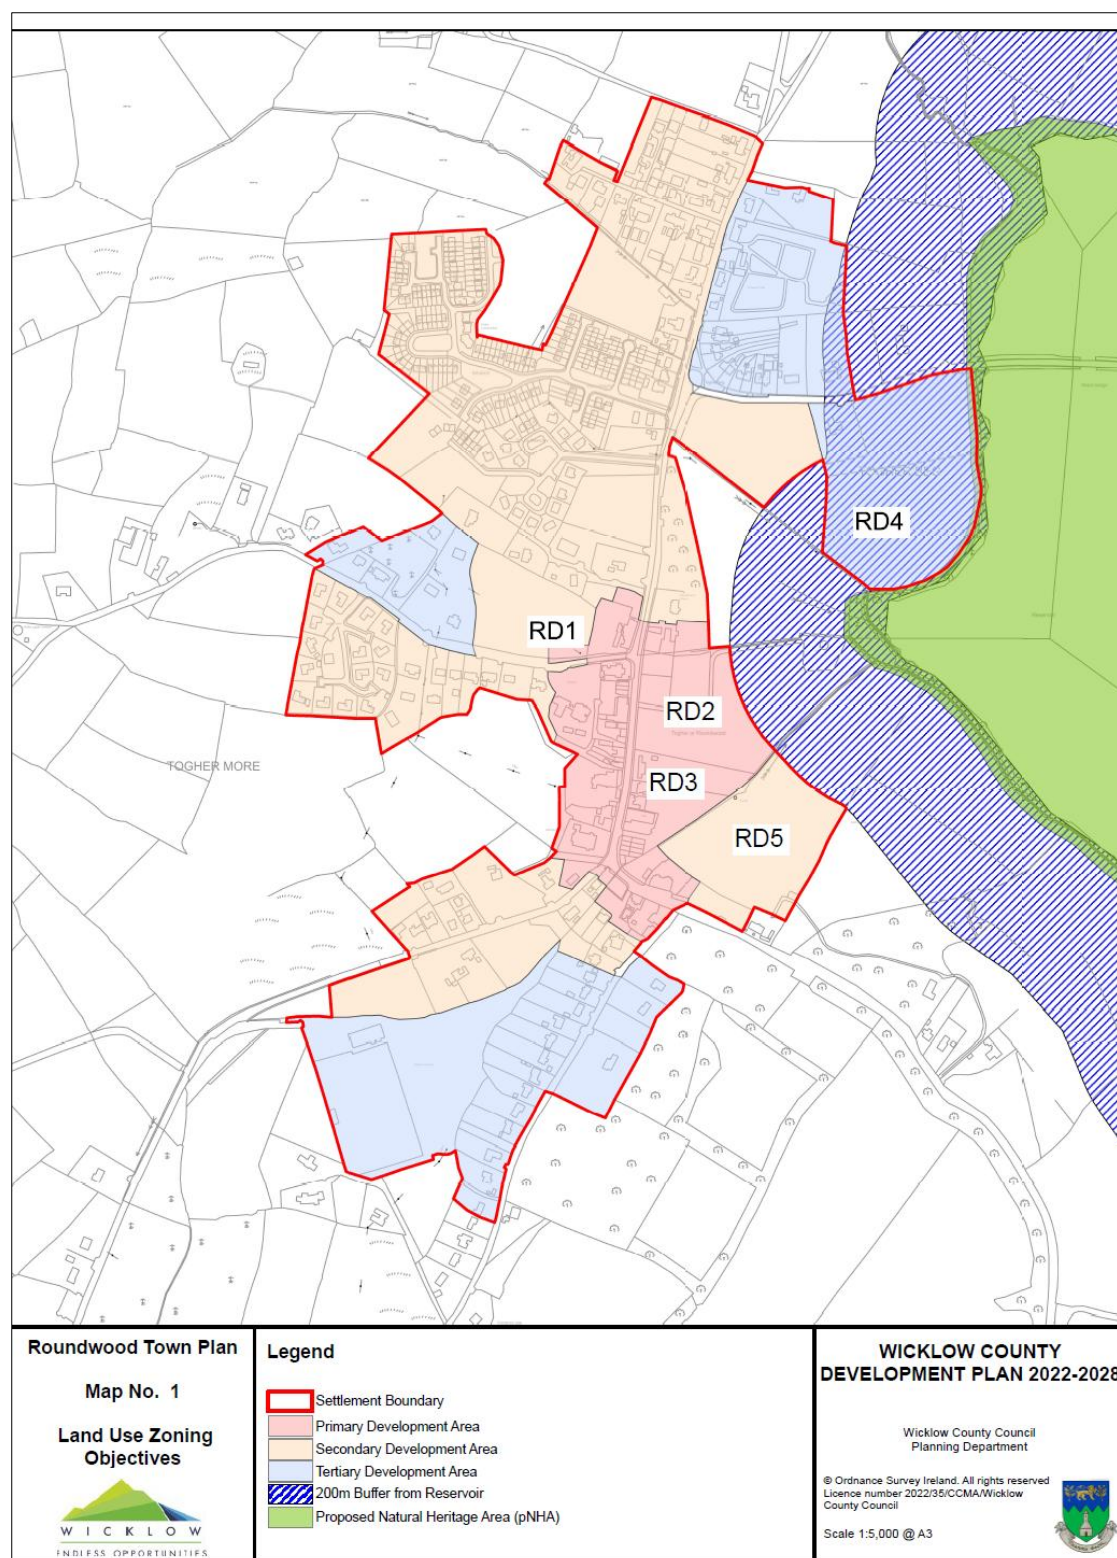 RD4
RD1
RD2
Togher or Roundwood
TOGHER MORE
RD3
RD5
Roundwood Town Plan
Map No. 1
Land Use Zoning
Objectives
WICKLOW
ENDLESS OPPORTUNITIES
Legend
Settlement Boundary
Primary Development Area
Secondary Development Area
Tertiary Development Area
200m Buffer from Reservoir
Proposed Natural Heritage Area (pNHA)
WICKLOW COUNTY
DEVELOPMENT PLAN 2022-2028
Wicklow County Council
Planning Department
© Ordnance Survey Ireland. All rights reserved
Licence number 2022/35/CCMA/Wicklow
County Council
Scale 1:5,000 @ A3